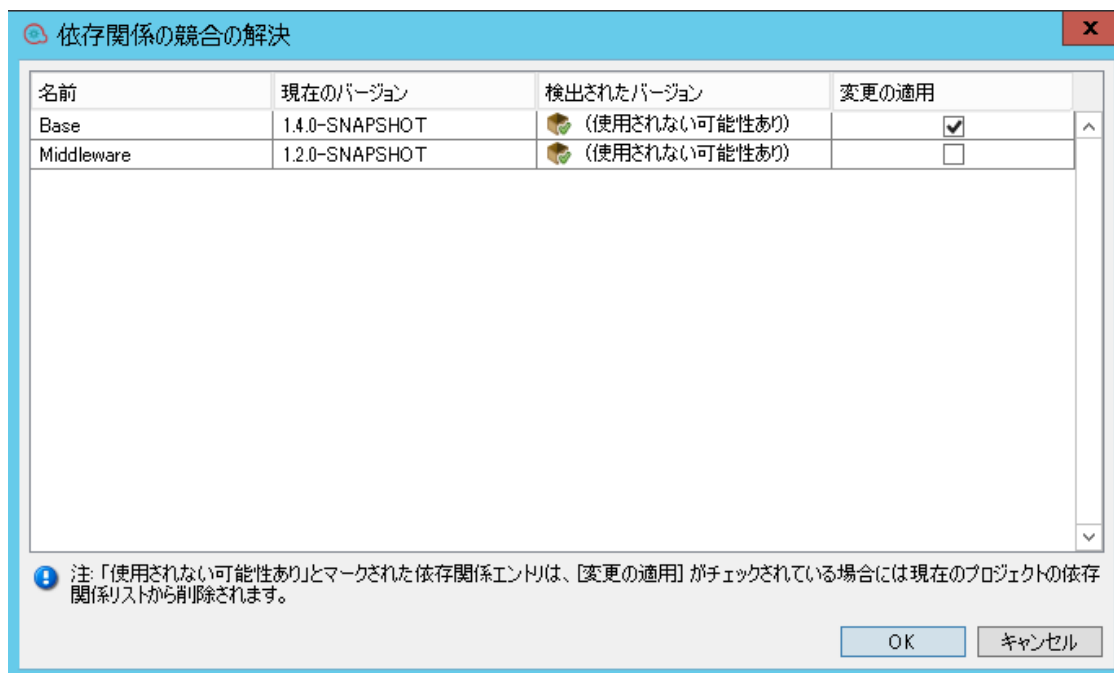 依存関係の競合の解決
x
名前 現在のバージョン 検出されたバージョン 変更の適用
Base 1.4.0-SNAPSHOT (使用されない可能性あり)
Middleware 1.2.0-SNAPSHOT (使用されない可能性あり)
注:「使用されない可能性あり」とマークされた依存関係エントリは、[変更の適用] がチェックされている場合には現在のプロジェクトの依存
関係リストから削除されます。
OK キャンセル